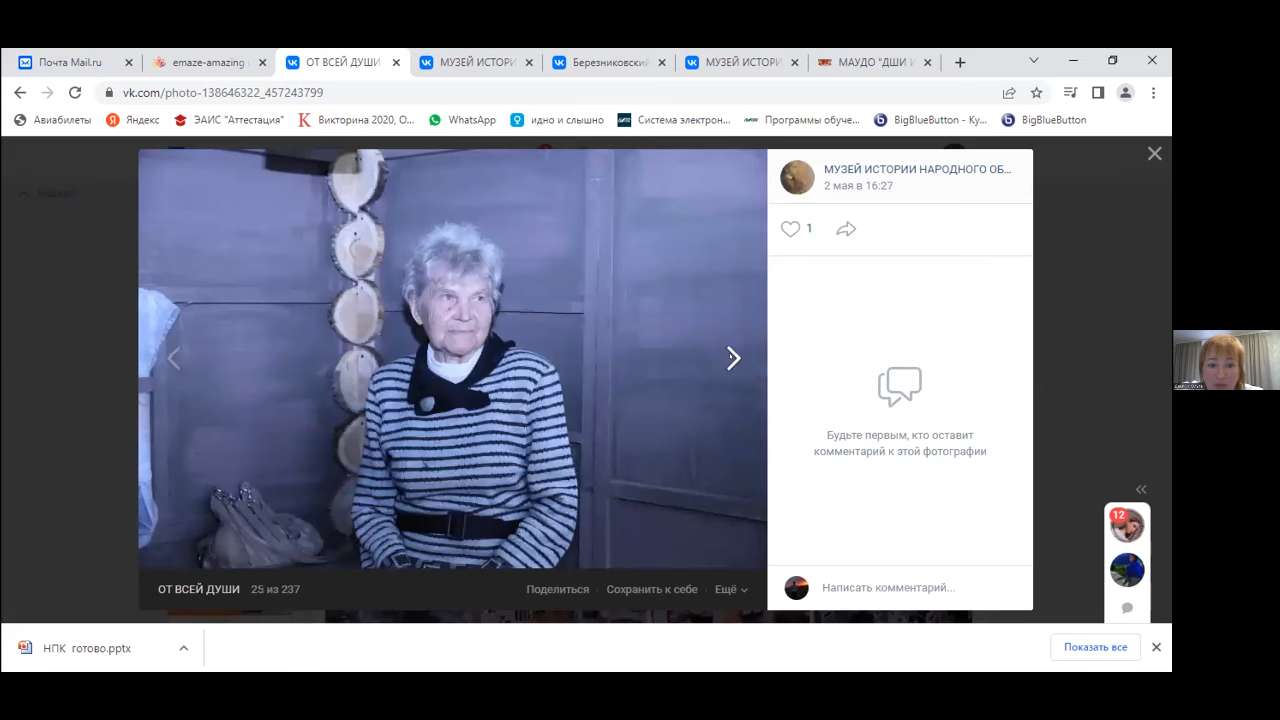 Почта Mail.ru
emaze-amazing
ОТ ВСЕЙ ДУШИ
МУЗЕЙ ИСТОРИ
Березниковский
МУЗЕЙ ИСТОРИ
МАУДО "ДШИ И
vk.com/photo-138646322_457243799
Авиабилеты
Яндекс
ЭАИС "Аттестация"
Викторина 2020, О...
WhatsApp
идно и слышно
Система электрон...
Программы обуче...
BigBlueButton - Ку...
BigBlueButton
МУЗЕЙ ИСТОРИИ НАРОДНОГО ОБ...
2 мая в 16:27
1
Будьте первым, кто оставит
комментарий к этой фотографии
12
ОТ ВСЕЙ ДУШИ 25 из 237
Поделиться · Сохранить к себе · Ещё
Написать комментарий...
НПК готово.pptx
Показать все